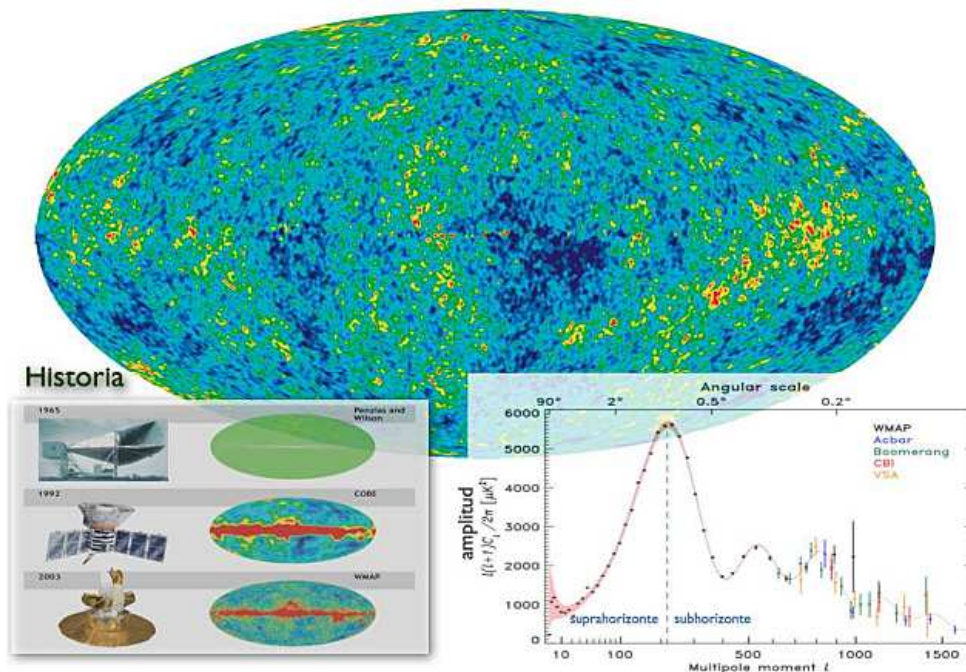 Historia
1965
Penzias and
Wilson
1992
COBE
2003
WMAP
Angular scale
90° 2° 0.5° 0.2°
6000
5000
4000
3000
2000
1000
0
amplitud
l(l+1)Cₗ/2π [μK²]
WMAP
Acbar
Boomerang
CBI
VSA
suprahorizonte
subhorizonte
10 100 500 1000 1500
Multipole moment l